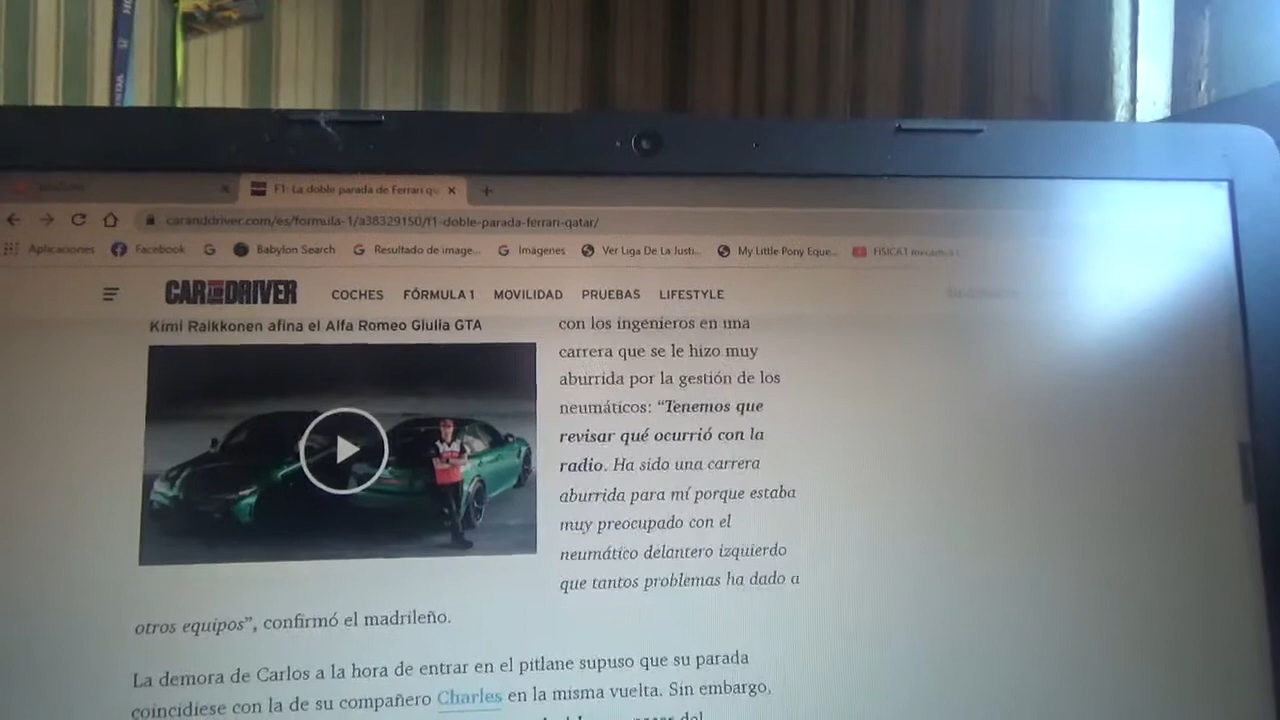 F1: La doble parada de Ferrari qu
caranddriver.com/es/formula-1/a38329150/f1-doble-parada-ferrari-qatar/
Aplicaciones Facebook Babylon Search Resultado de image... Imágenes Ver Liga De La Justi... My Little Pony Eque...
CAR AND DRIVER COCHES FÓRMULA 1 MOVILIDAD PRUEBAS LIFESTYLE
Kimi Raikkonen afina el Alfa Romeo Giulia GTA
con los ingenieros en una
carrera que se le hizo muy
aburrida por la gestión de los
neumáticos: “Tenemos que
revisar qué ocurrió con la
radio. Ha sido una carrera
aburrida para mí porque estaba
muy preocupado con el
neumático delantero izquierdo
que tantos problemas ha dado a
otros equipos”, confirmó el madrileño.
La demora de Carlos a la hora de entrar en el pitlane supuso que su parada
coincidiese con la de su compañero Charles en la misma vuelta. Sin embargo,